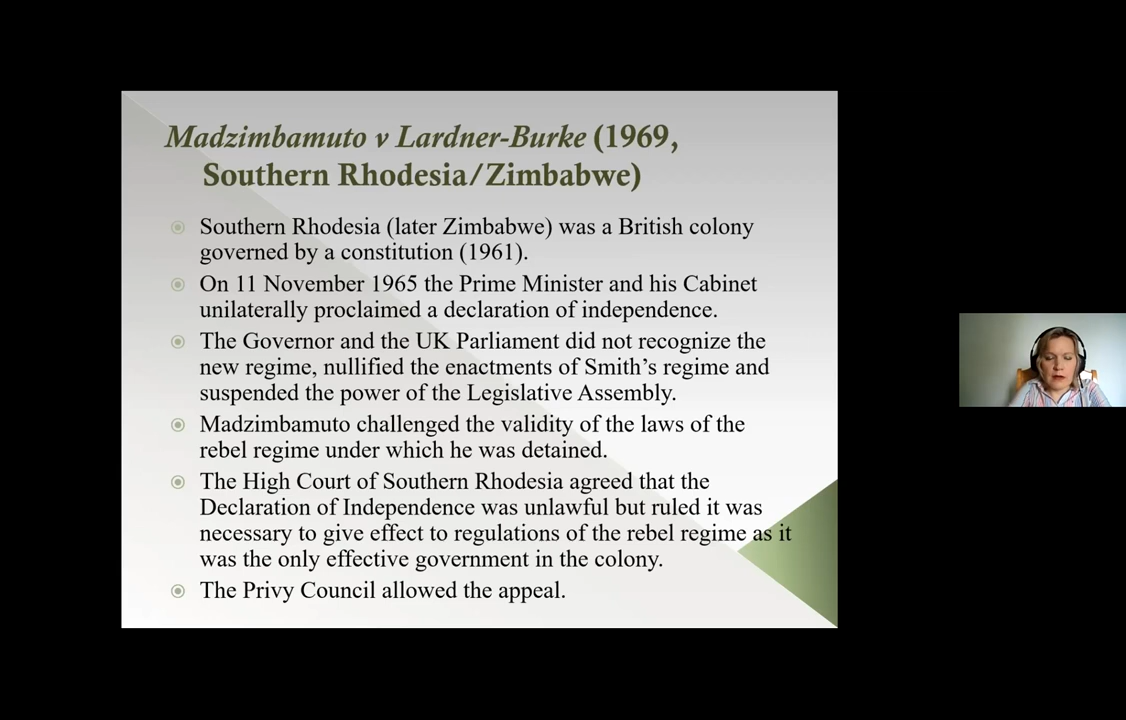 Madzimbamuto v Lardner-Burke (1969,
Southern Rhodesia/Zimbabwe)
Southern Rhodesia (later Zimbabwe) was a British colony
governed by a constitution (1961).
On 11 November 1965 the Prime Minister and his Cabinet
unilaterally proclaimed a declaration of independence.
The Governor and the UK Parliament did not recognize the
new regime, nullified the enactments of Smith’s regime and
suspended the power of the Legislative Assembly.
Madzimbamuto challenged the validity of the laws of the
rebel regime under which he was detained.
The High Court of Southern Rhodesia agreed that the
Declaration of Independence was unlawful but ruled it was
necessary to give effect to regulations of the rebel regime as it
was the only effective government in the colony.
The Privy Council allowed the appeal.